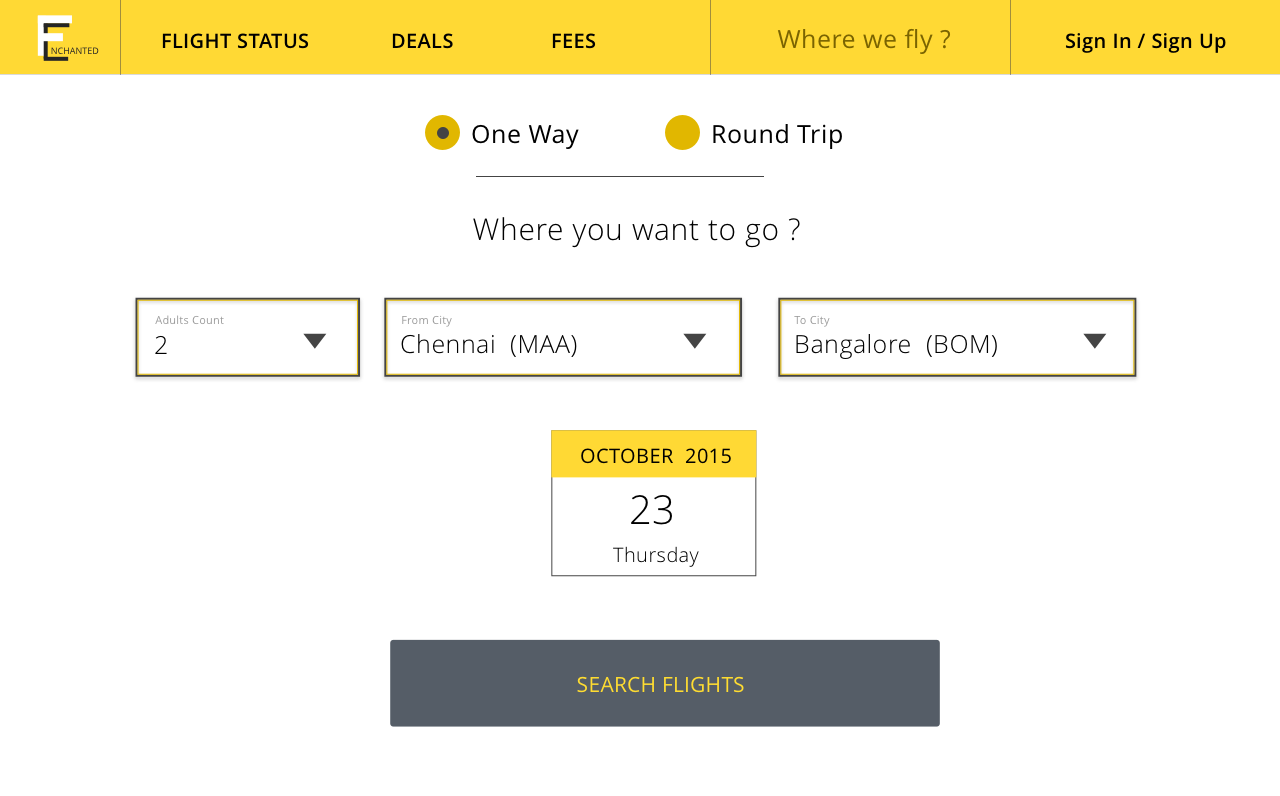 ENCHANTED
FLIGHT STATUS
DEALS
FEES
Where we fly ?
Sign In / Sign Up
One Way
Round Trip
Where you want to go ?
Adults Count
2
From City
Chennai (MAA)
To City
Bangalore (BOM)
OCTOBER 2015
23
Thursday
SEARCH FLIGHTS